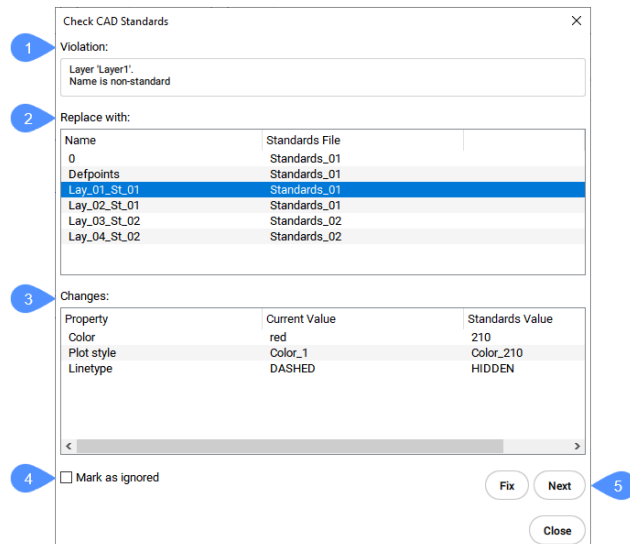 Check CAD Standards
1 Violation:
Layer 'Layer1'.
Name is non-standard
2 Replace with:
Name Standards File
0 Standards_01
Defpoints Standards_01
Lay_01_St_01 Standards_01
Lay_02_St_01 Standards_01
Lay_03_St_02 Standards_02
Lay_04_St_02 Standards_02
3 Changes:
Property Current Value Standards Value
Color red 210
Plot style Color_1 Color_210
Linetype DASHED HIDDEN
4 Mark as ignored
Fix Next 5
Close